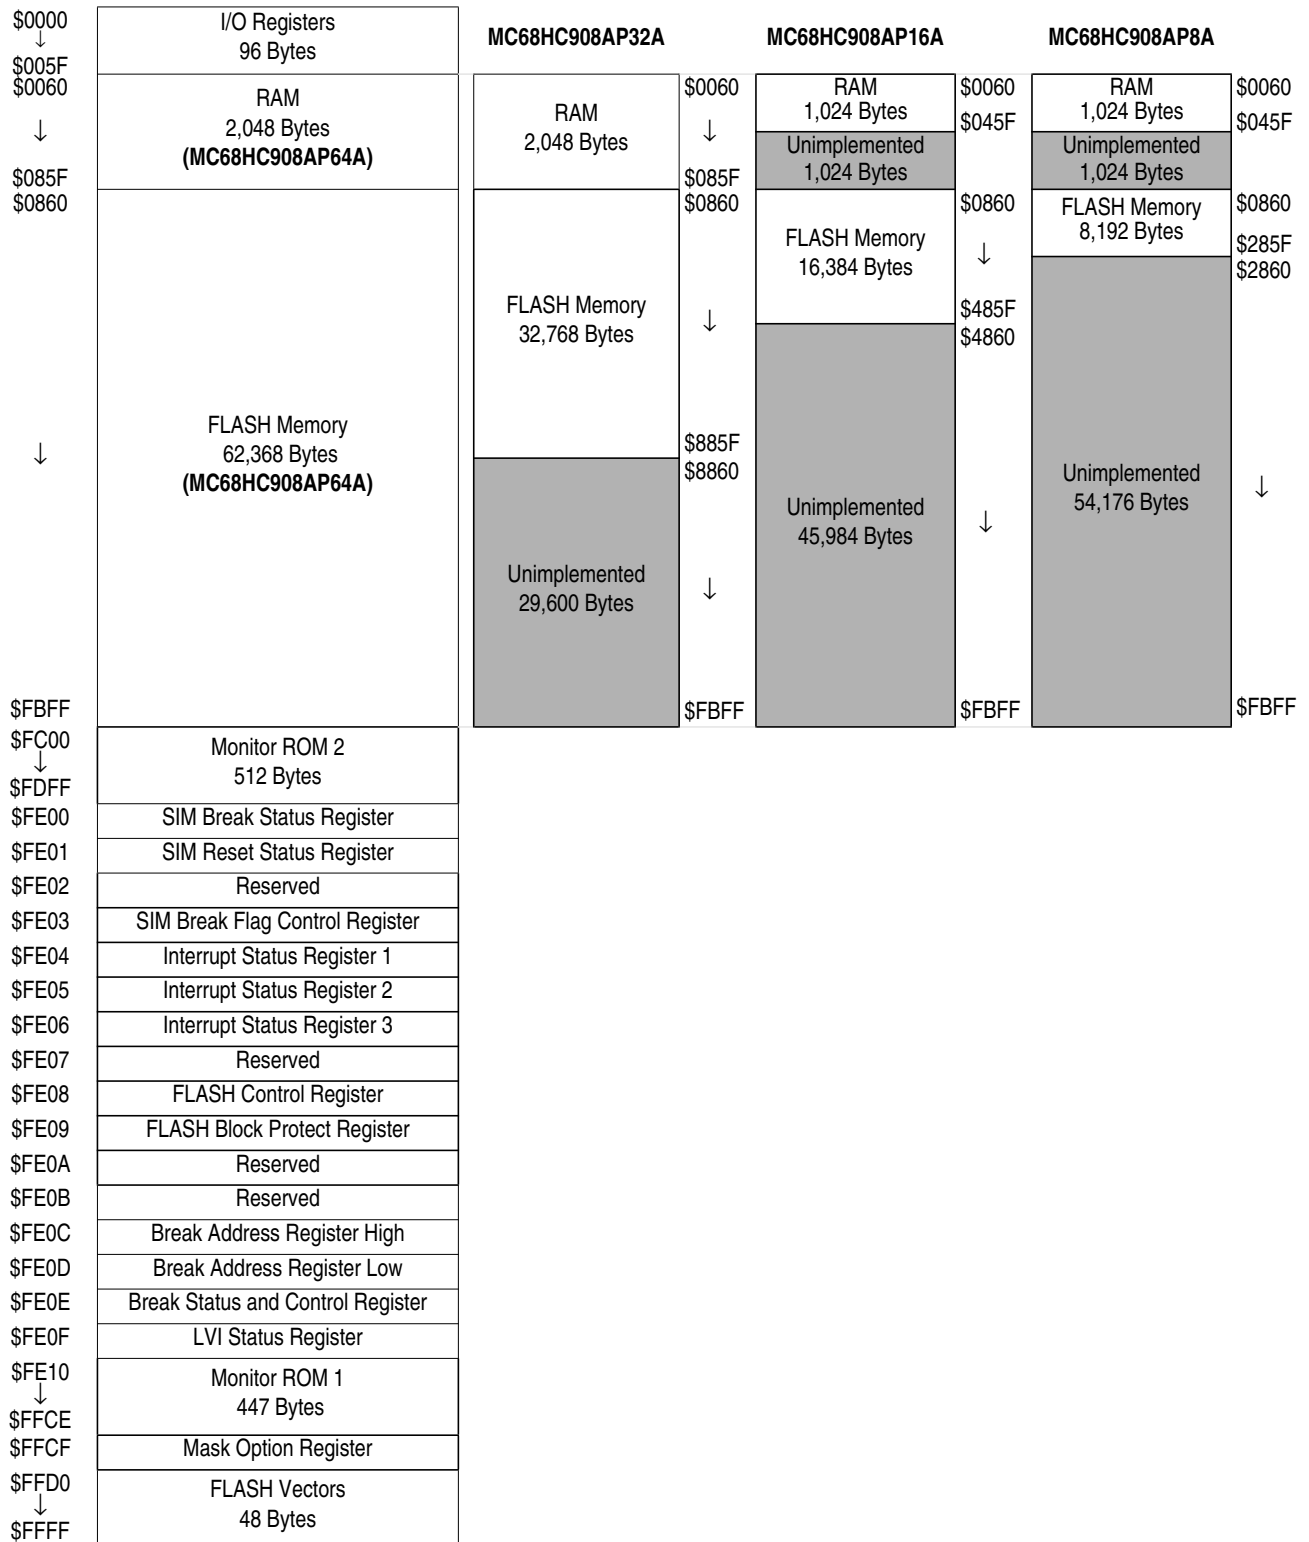 $0000
↓
$005F
I/O Registers
96 Bytes
MC68HC908AP32A
MC68HC908AP16A
MC68HC908AP8A
$0060
↓
$085F
RAM
2,048 Bytes
(MC68HC908AP64A)
RAM
2,048 Bytes
$0060
↓
$085F
RAM
1,024 Bytes
$0060
$045F
Unimplemented
1,024 Bytes
RAM
1,024 Bytes
$0060
$045F
Unimplemented
1,024 Bytes
$0860
↓
$FBFF
FLASH Memory
62,368 Bytes
(MC68HC908AP64A)
FLASH Memory
32,768 Bytes
$0860
↓
$885F
$8860
Unimplemented
29,600 Bytes
↓
$FBFF
FLASH Memory
16,384 Bytes
$0860
↓
$485F
$4860
Unimplemented
45,984 Bytes
↓
$FBFF
FLASH Memory
8,192 Bytes
$0860
$285F
$2860
Unimplemented
54,176 Bytes
↓
$FBFF
$FC00
↓
$FDFF
Monitor ROM 2
512 Bytes
$FE00 SIM Break Status Register
$FE01 SIM Reset Status Register
$FE02 Reserved
$FE03 SIM Break Flag Control Register
$FE04 Interrupt Status Register 1
$FE05 Interrupt Status Register 2
$FE06 Interrupt Status Register 3
$FE07 Reserved
$FE08 FLASH Control Register
$FE09 FLASH Block Protect Register
$FE0A Reserved
$FE0B Reserved
$FE0C Break Address Register High
$FE0D Break Address Register Low
$FE0E Break Status and Control Register
$FE0F LVI Status Register
$FE10
↓
$FFCE
Monitor ROM 1
447 Bytes
$FFCF Mask Option Register
$FFD0
↓
$FFFF
FLASH Vectors
48 Bytes